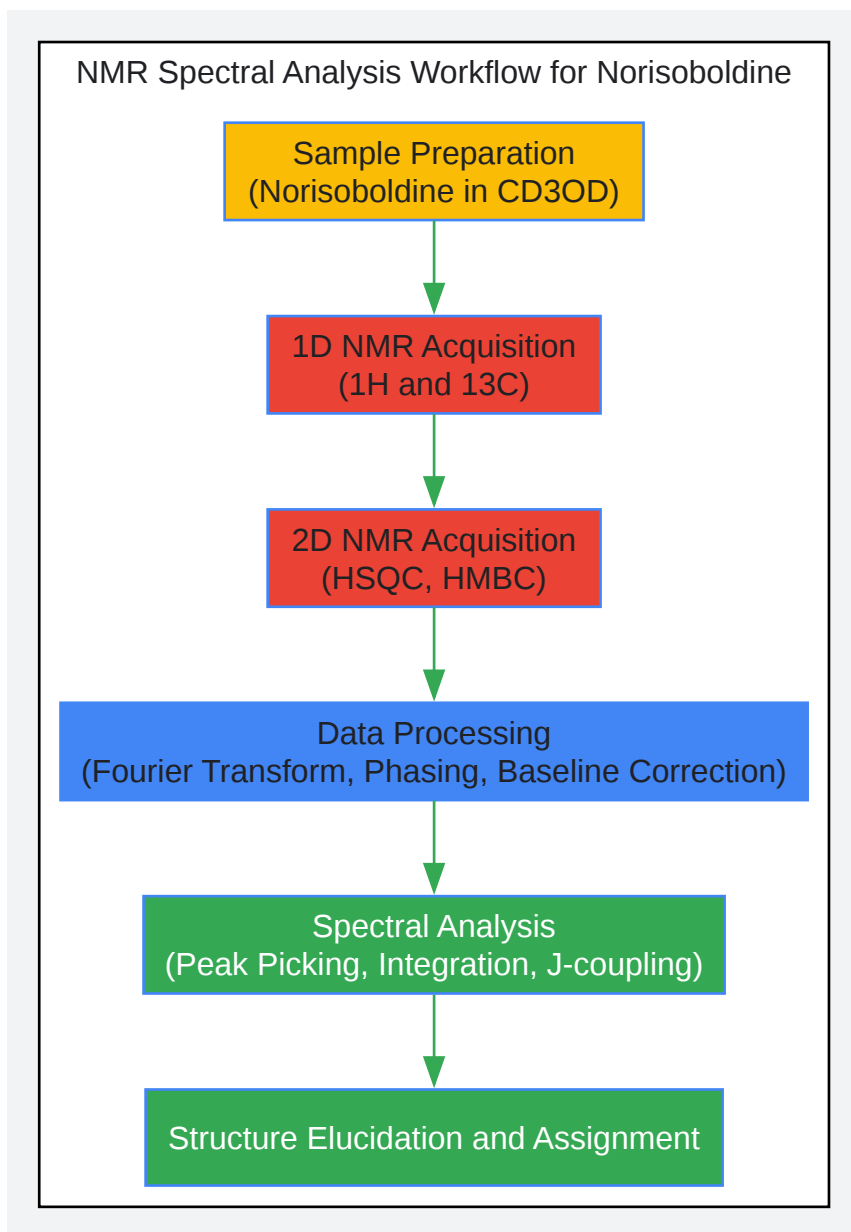 NMR Spectral Analysis Workflow for Norisoboldine
Sample Preparation
(Norisoboldine in CD3OD)
1D NMR Acquisition
(1H and 13C)
2D NMR Acquisition
(HSQC, HMBC)
Data Processing
(Fourier Transform, Phasing, Baseline Correction)
Spectral Analysis
(Peak Picking, Integration, J-coupling)
Structure Elucidation and Assignment